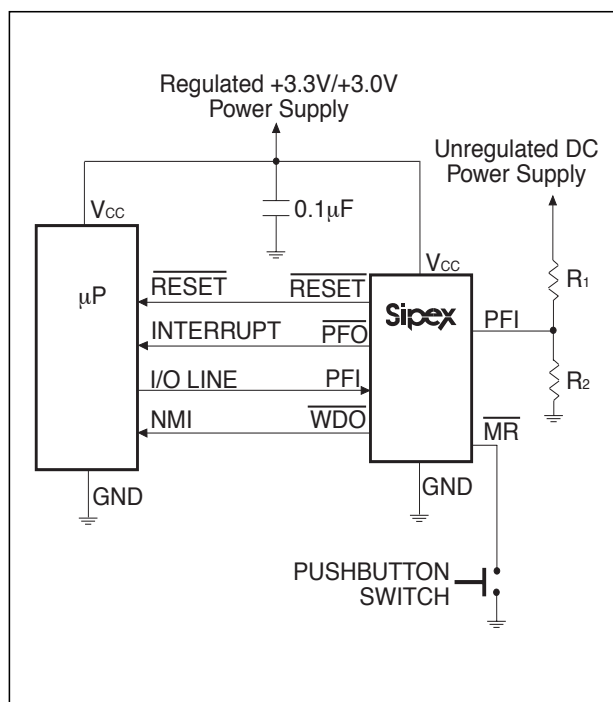 Regulated +3.3V/+3.0V
Power Supply
Unregulated DC
Power Supply
0.1μF
VCC
VCC
μP
RESET
RESET
Sipex
R1
INTERRUPT
PFO
PFI
I/O LINE
PFI
R2
NMI
WDO
MR
GND
GND
PUSHBUTTON
SWITCH